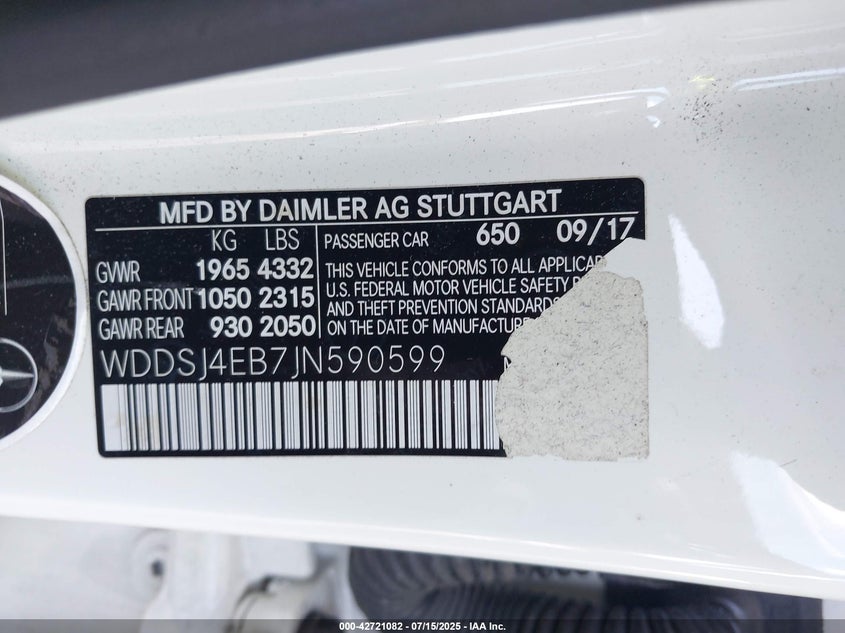 MFD BY DAIMLER AG STUTTGART
KG LBS
GVWR 1965 4332
GAWR FRONT 1050 2315
GAWR REAR 930 2050
PASSENGER CAR 650 09/17
THIS VEHICLE CONFORMS TO ALL APPLICAB
U.S. FEDERAL MOTOR VEHICLE SAFETY
AND THEFT PREVENTION STANDARDS
ON THE DATE OF MANUFACTURE
WDDSJ4EB7JN590599
000-42721082 - 07/15/2025 - IAA Inc.